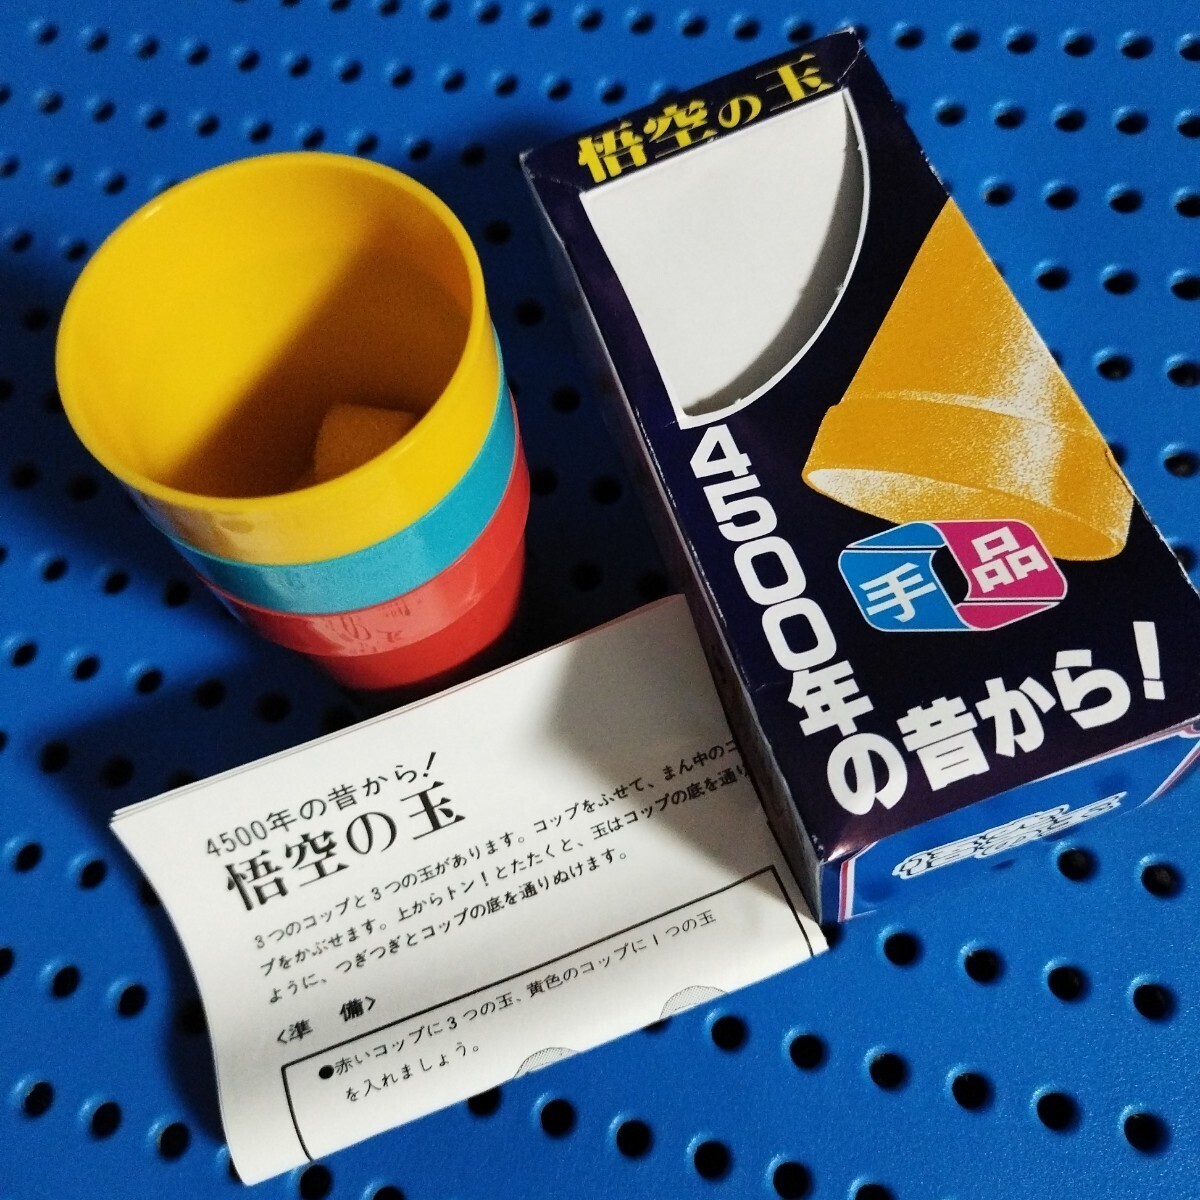 悟空の玉
4500年の昔から！
手品
4500年の昔から！
悟空の玉
3つのコップと3つの玉があります。コップをふせて、まん中のコ
プをかぶせます。上からトン！とたたくと、玉はコップの底を通り
ように、つぎつぎとコップの底を通りぬけます。
〈準　備〉
●赤いコップに3つの玉、黄色のコップに1つの玉
を入れましょう。